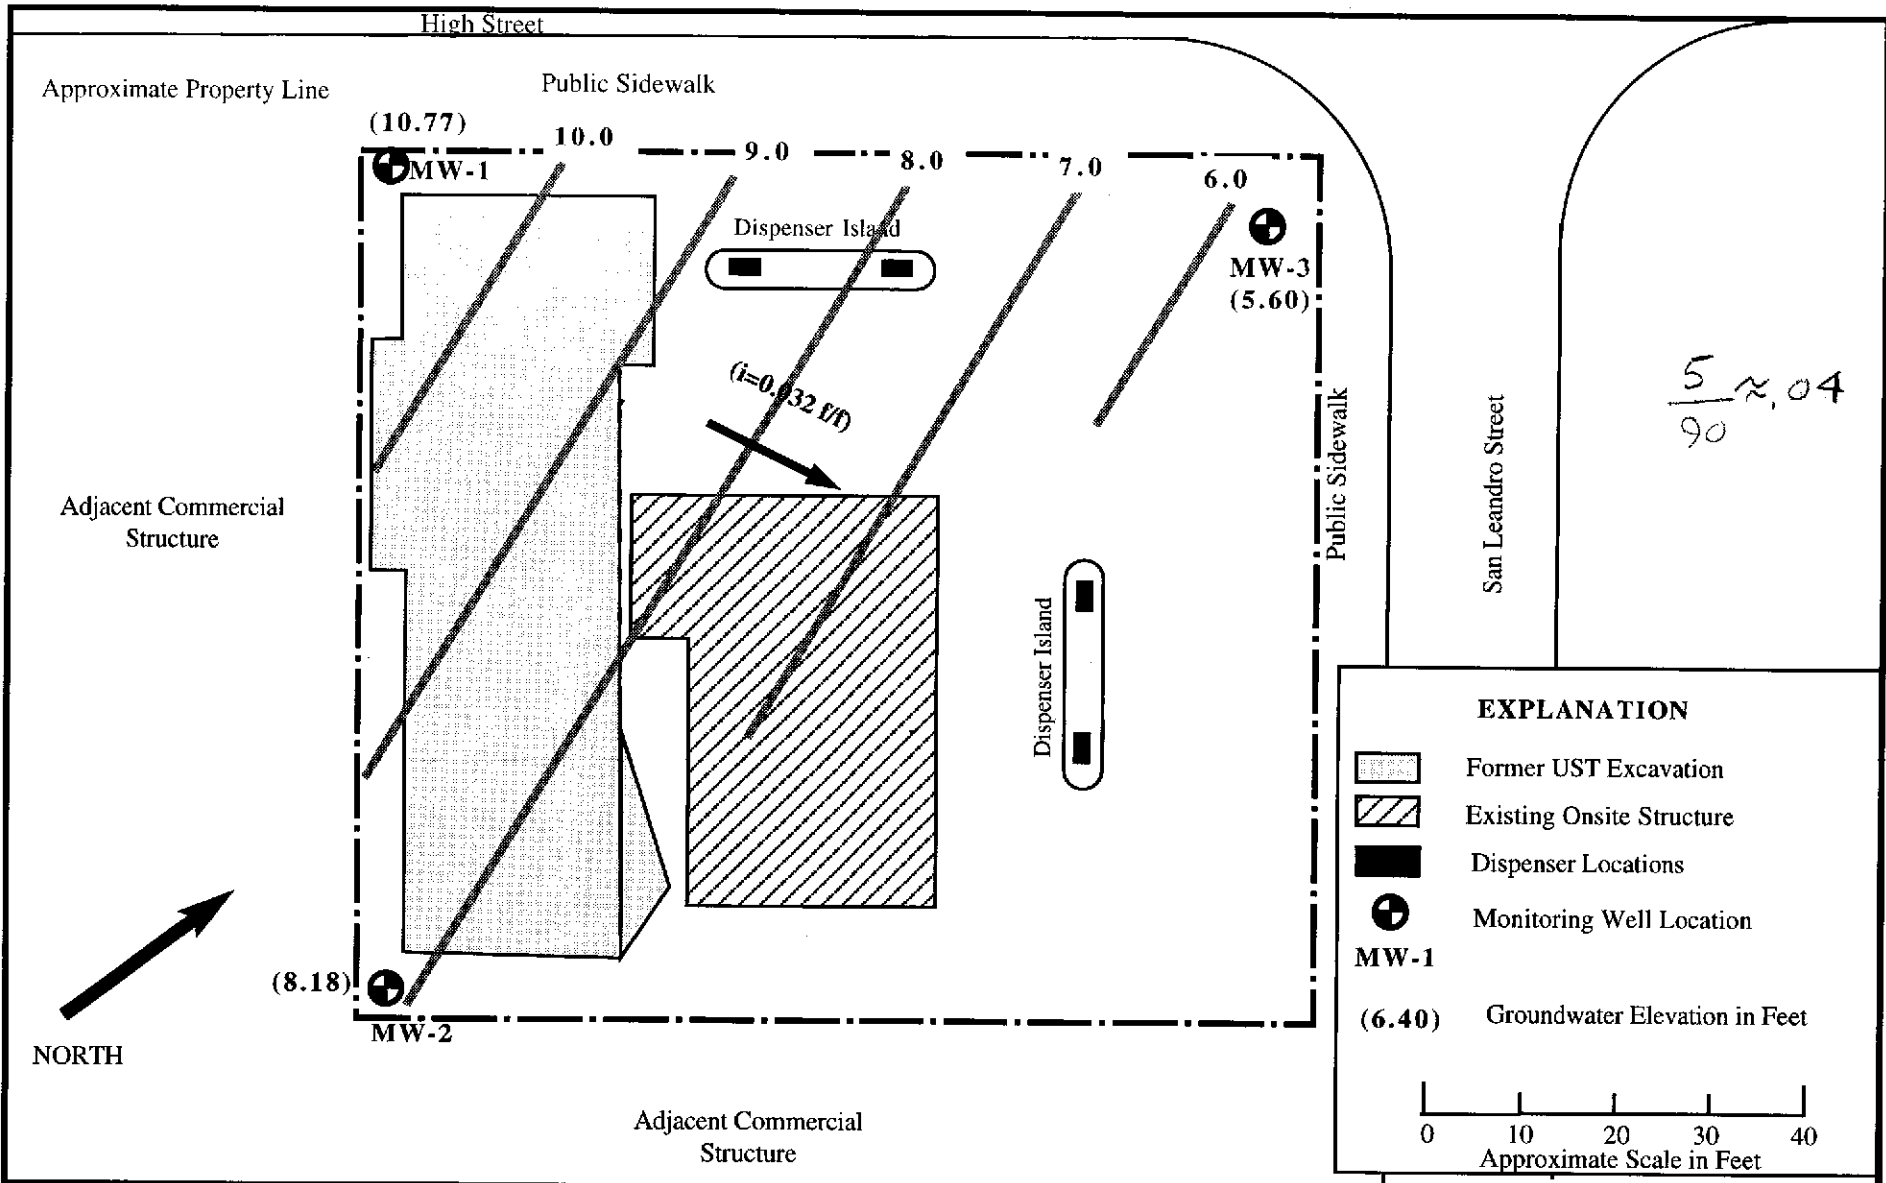 High Street
Approximate Property Line
Public Sidewalk
(10.77)
10.0
9.0
8.0
7.0
6.0
MW-1
Dispenser Island
MW-3
(5.60)
(i=0.032 f/f)
5
90
≈.04
Public Sidewalk
San Leandro Street
Adjacent Commercial
Structure
Dispenser Island
(8.18)
MW-2
NORTH
Adjacent Commercial
Structure
EXPLANATION
Former UST Excavation
Existing Onsite Structure
Dispenser Locations
Monitoring Well Location
MW-1
(6.40) Groundwater Elevation in Feet
0 10 20 30 40
Approximate Scale in Feet